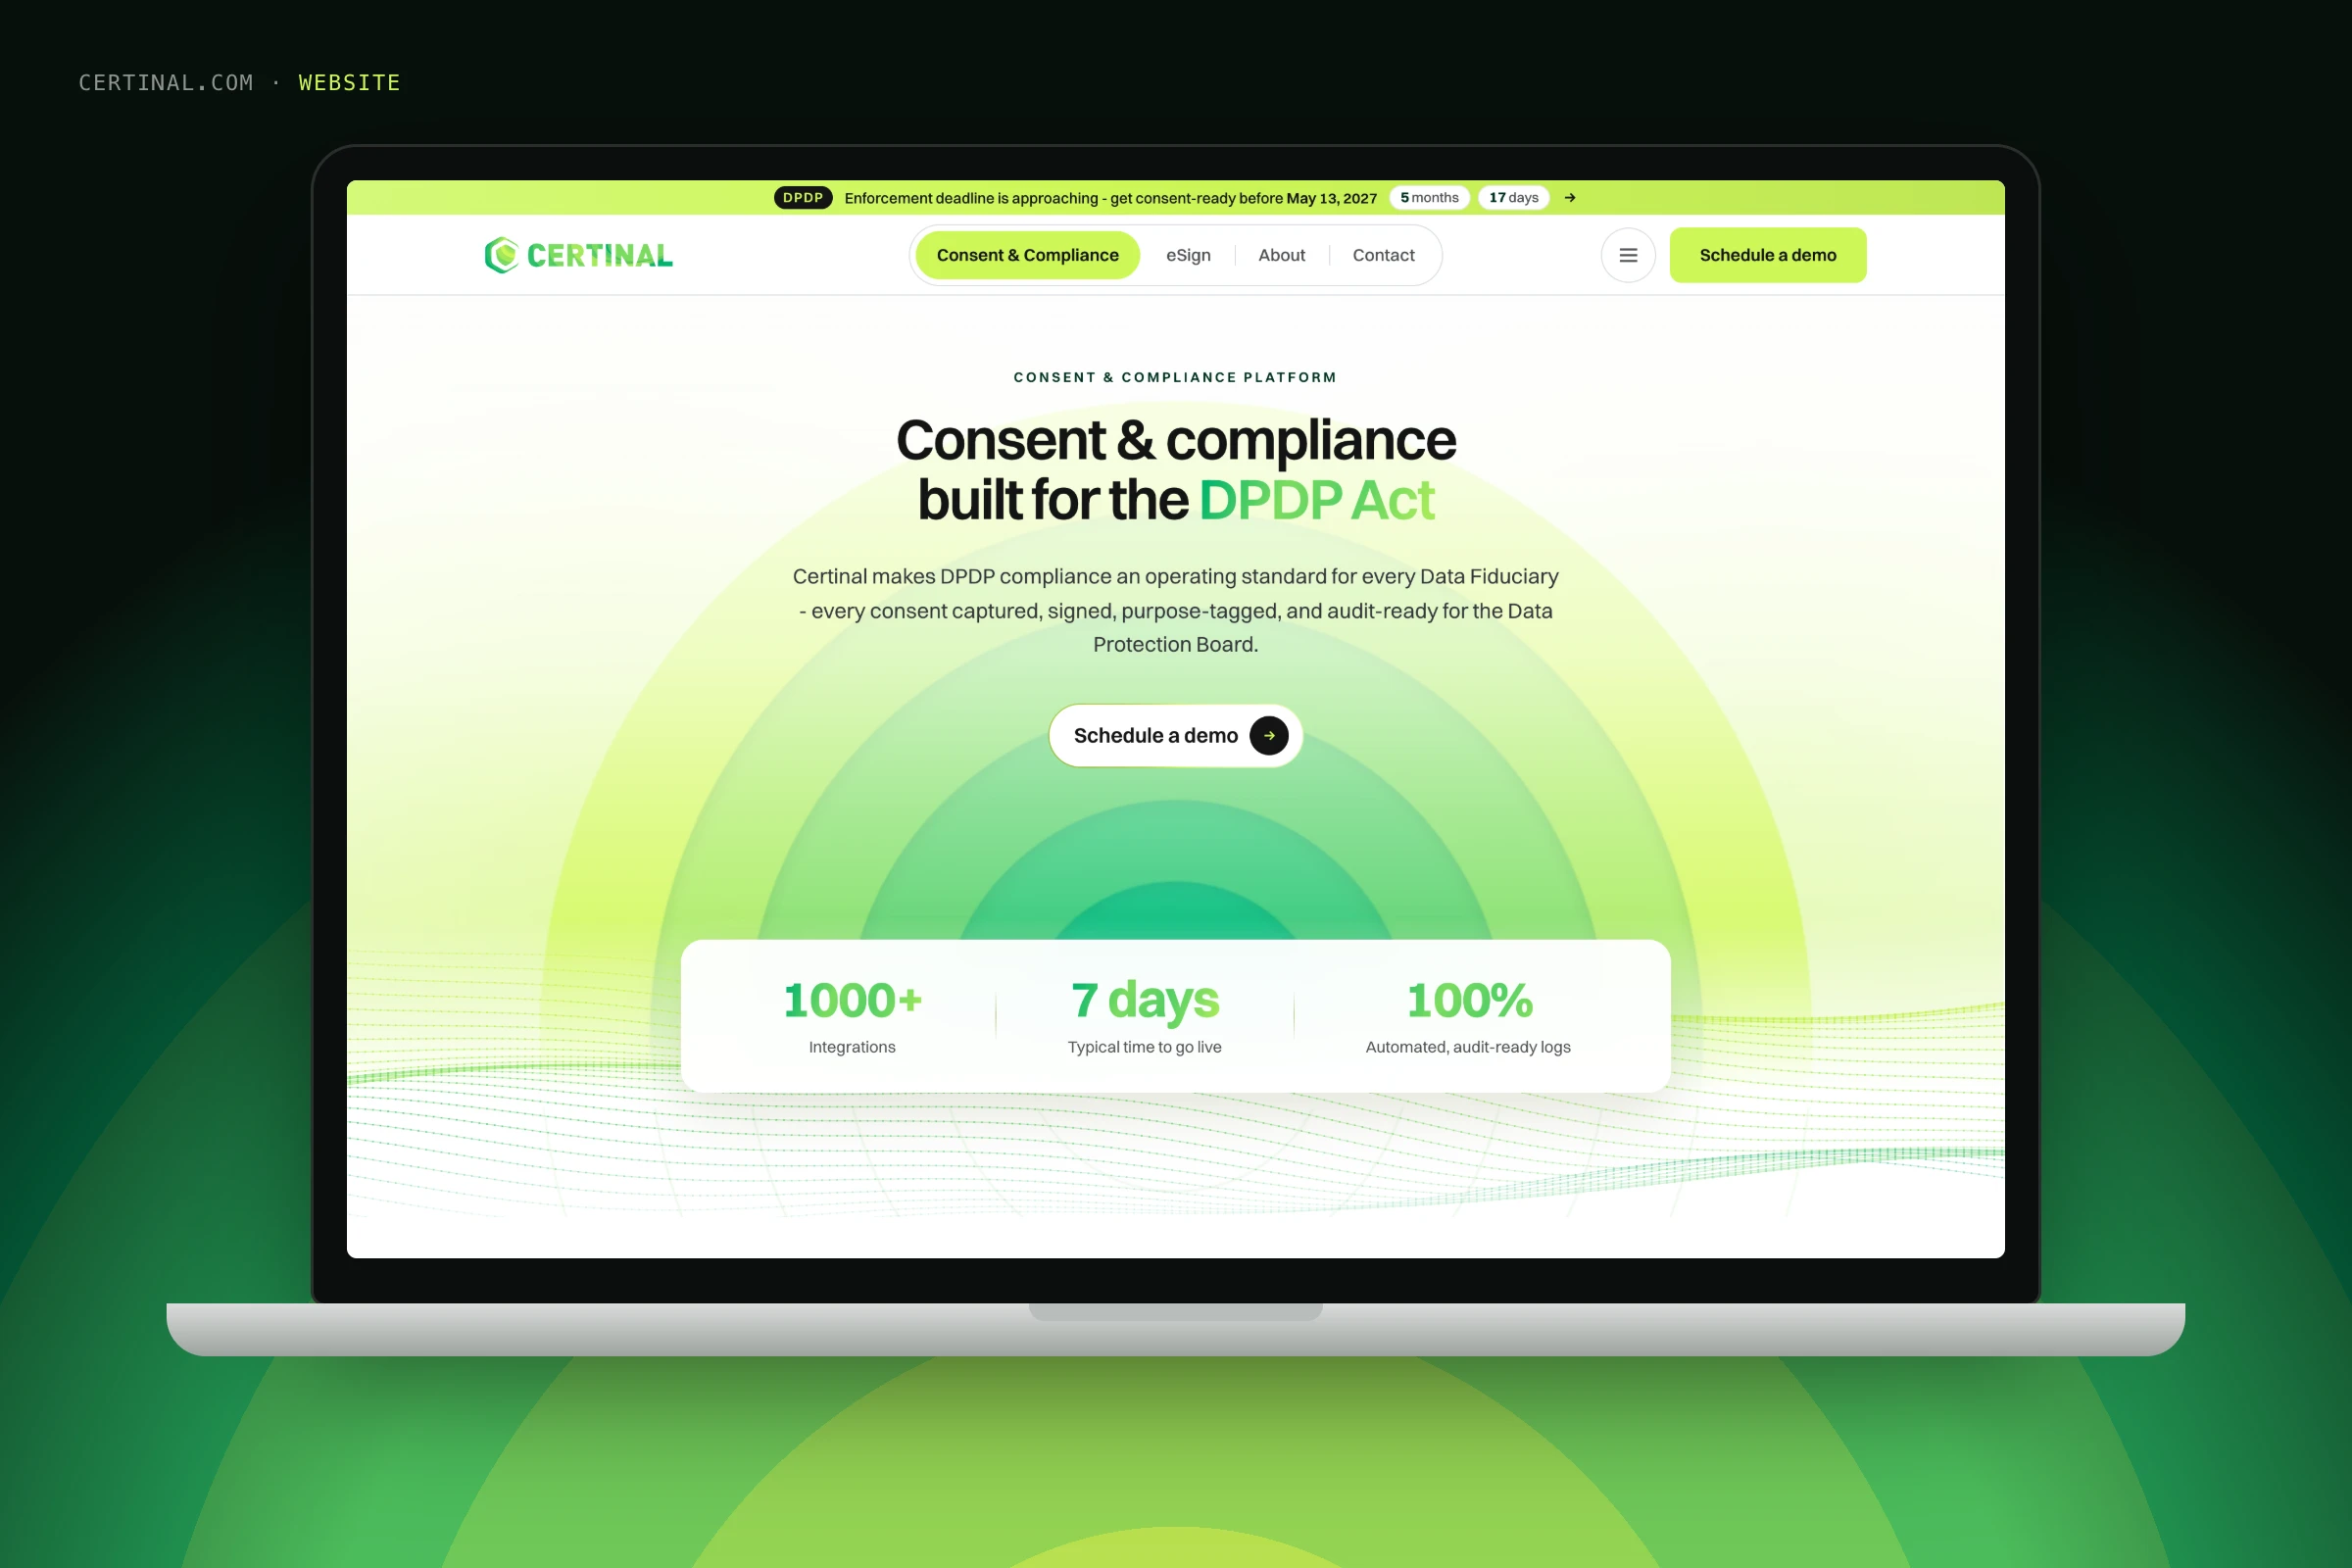 CERTINAL.COM · WEBSITE
DPDP Enforcement deadline is approaching - get consent-ready before May 13, 2027 5 months 17 days →
CERTINAL
Consent & Compliance eSign About Contact
Schedule a demo
CONSENT & COMPLIANCE PLATFORM
Consent & compliance
built for the DPDP Act
Certinal makes DPDP compliance an operating standard for every Data Fiduciary
- every consent captured, signed, purpose-tagged, and audit-ready for the Data
Protection Board.
Schedule a demo →
1000+ 7 days 100%
Integrations Typical time to go live Automated, audit-ready logs